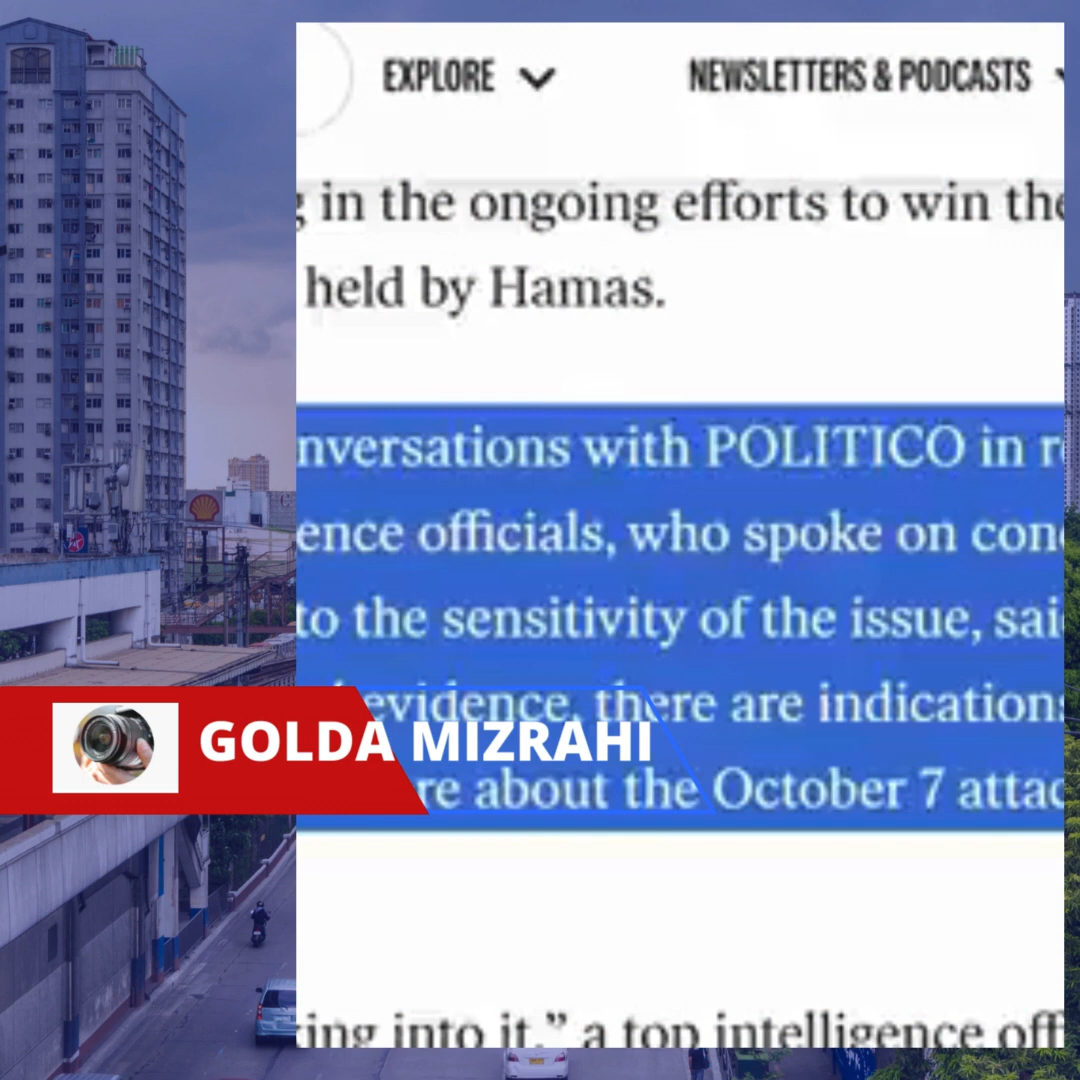 EXPLORE
NEWSLETTERS & PODCASTS
in the ongoing efforts to win the
held by Hamas.
nversations with POLITICO in r
ence officials, who spoke on con
to the sensitivity of the issue, sai
evidence, there are indications
GOLDA MIZRAHI
re about the October 7 attac
ing into it,” a top intelligence off